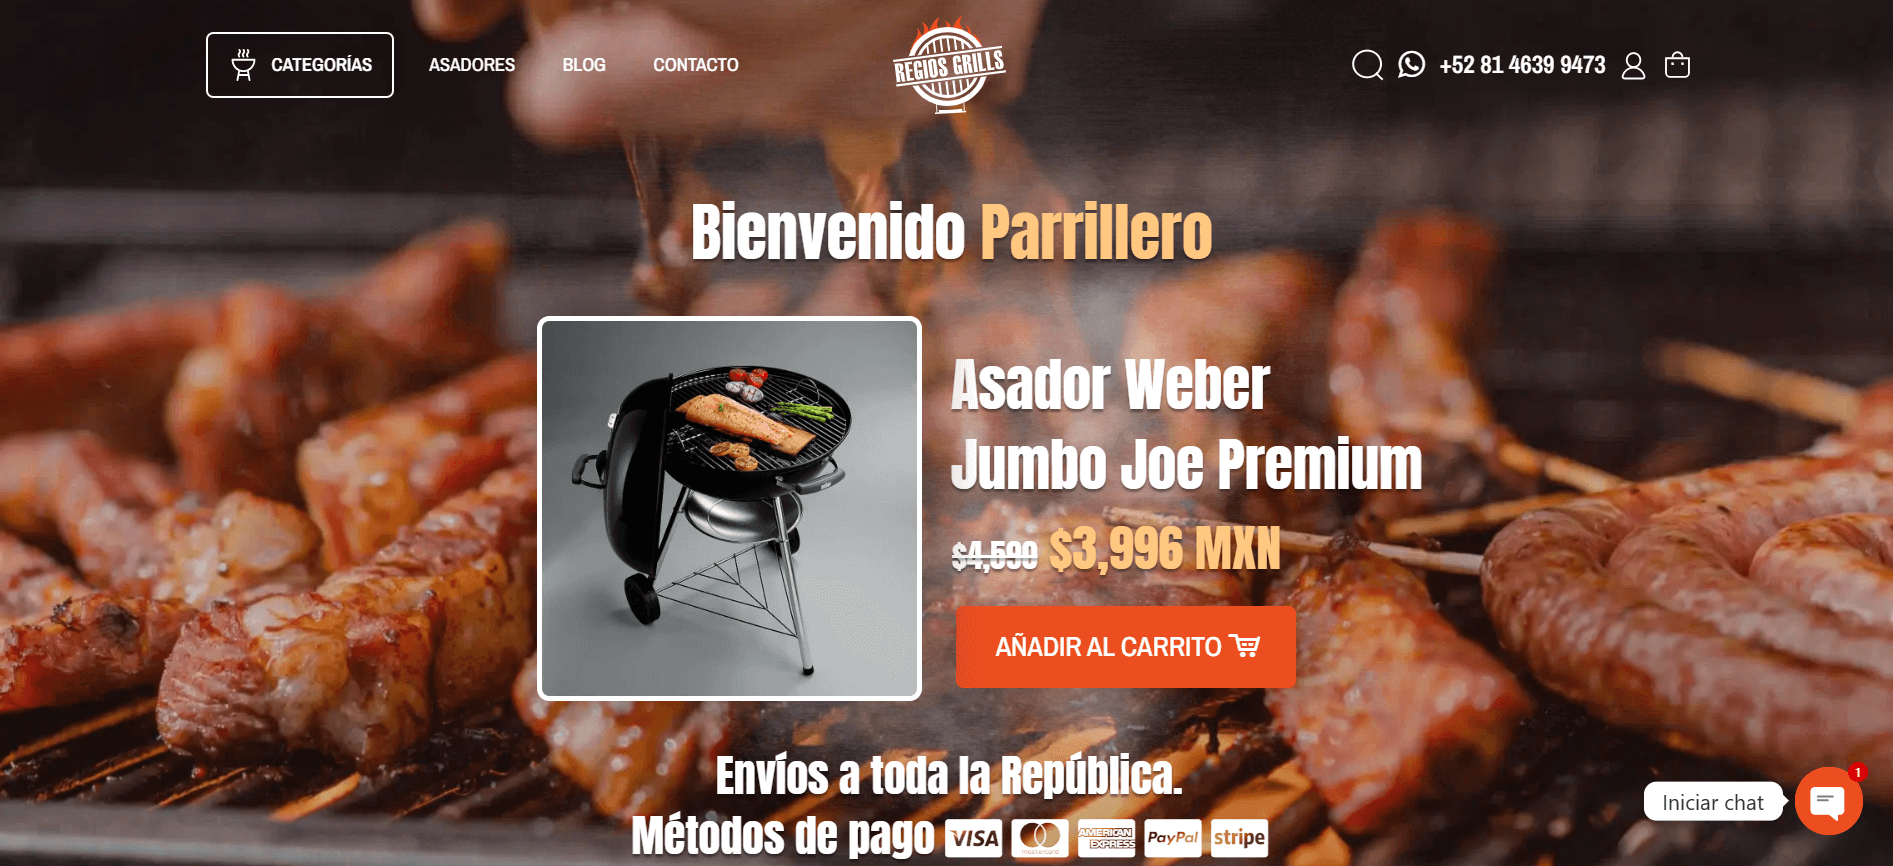 CATEGORÍAS
ASADORES
BLOG
CONTACTO
REGIOS GRILLS
+52 81 4639 9473
Bienvenido Parrillero
Asador Weber
Jumbo Joe Premium
$4,590 $3,996 MXN
AÑADIR AL CARRITO
Envíos a toda la República.
Métodos de pago VISA mastercard AMERICAN EXPRESS PayPal stripe
Iniciar chat
1